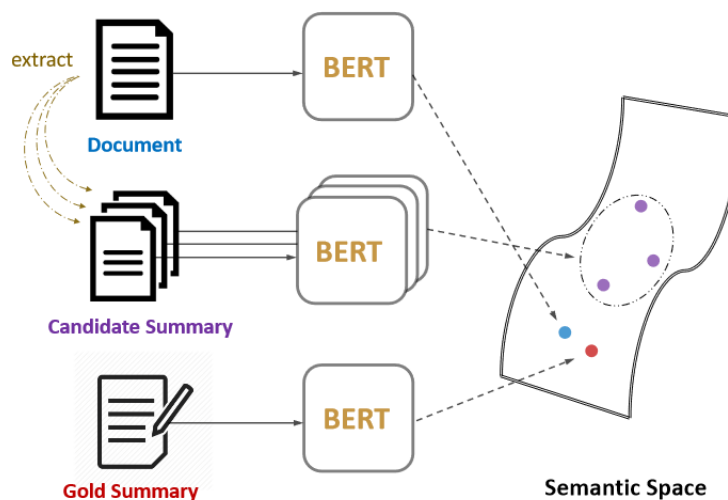 extract
BERT
Document
BERT
Candidate Summary
BERT
Gold Summary
Semantic Space